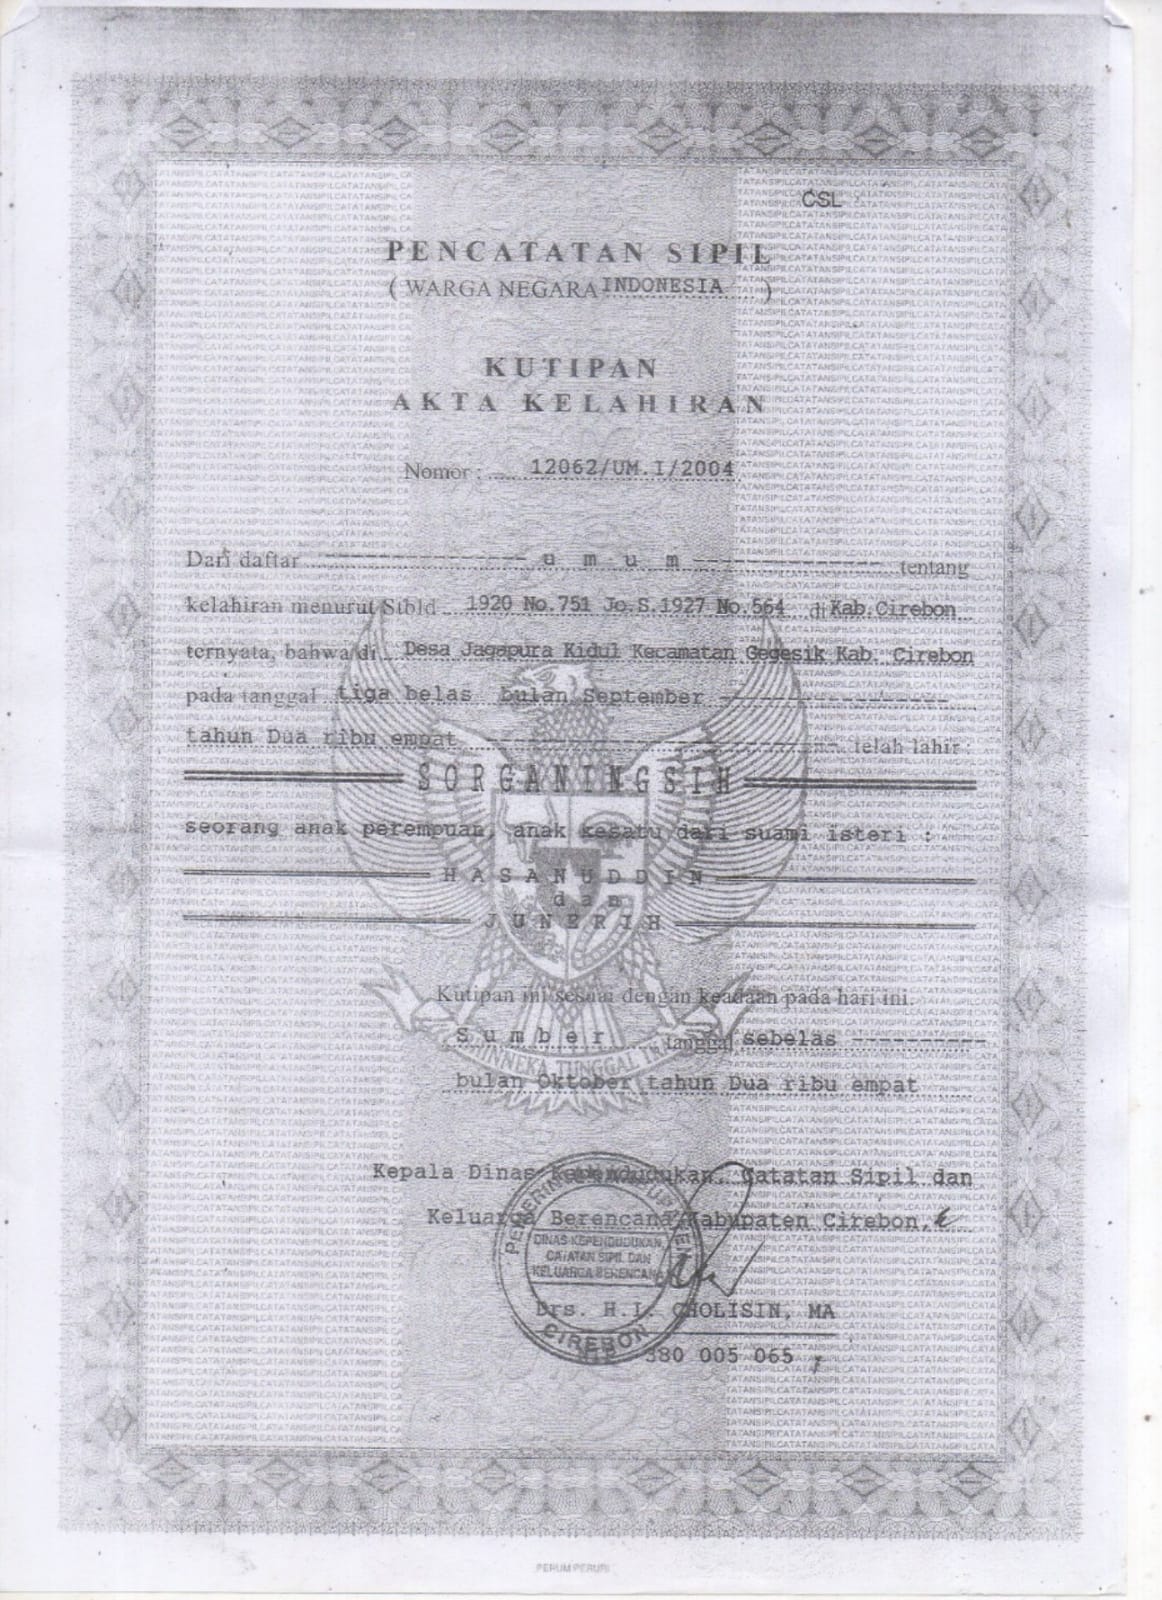 CSL
PENCATATAN SIPIL
( WARGA NEGARA INDONESIA )
KUTIPAN
AKTA KELAHIRAN
Nomor : 12062/UM.I/2004
Dari daftar ---------- u m u m ---------- tentang
kelahiran menurut Stbld 1920 No.751 Jo.S.1927 No.564 di Kab.Cirebon
ternyata, bahwa di Desa Jagapura Kidul Kecamatan Gegesik Kab. Cirebon
pada tanggal tiga belas bulan September ----------
tahun Dua ribu empat ---------- telah lahir :
SORGANINGSIH
seorang anak perempuan, anak kesatu dari suami isteri :
HASANUDDIN
dan
JUNERIH
Kutipan ini sesuai dengan keadaan pada hari ini.
Sumber tanggal sebelas ----------
BHINNEKA TUNGGAL IKA
bulan Oktober tahun Dua ribu empat
Kepala Dinas Kependudukan, Catatan Sipil dan
Keluarga Berencana Kabupaten Cirebon,
PEMERINTAH KABUPATEN
DINAS KEPENDUDUKAN,
CATATAN SIPIL DAN
KELUARGA BERENCANA
CIREBON
Drs. H.I. CHOLISIN, MA
380 005 065
PERUM PERURI